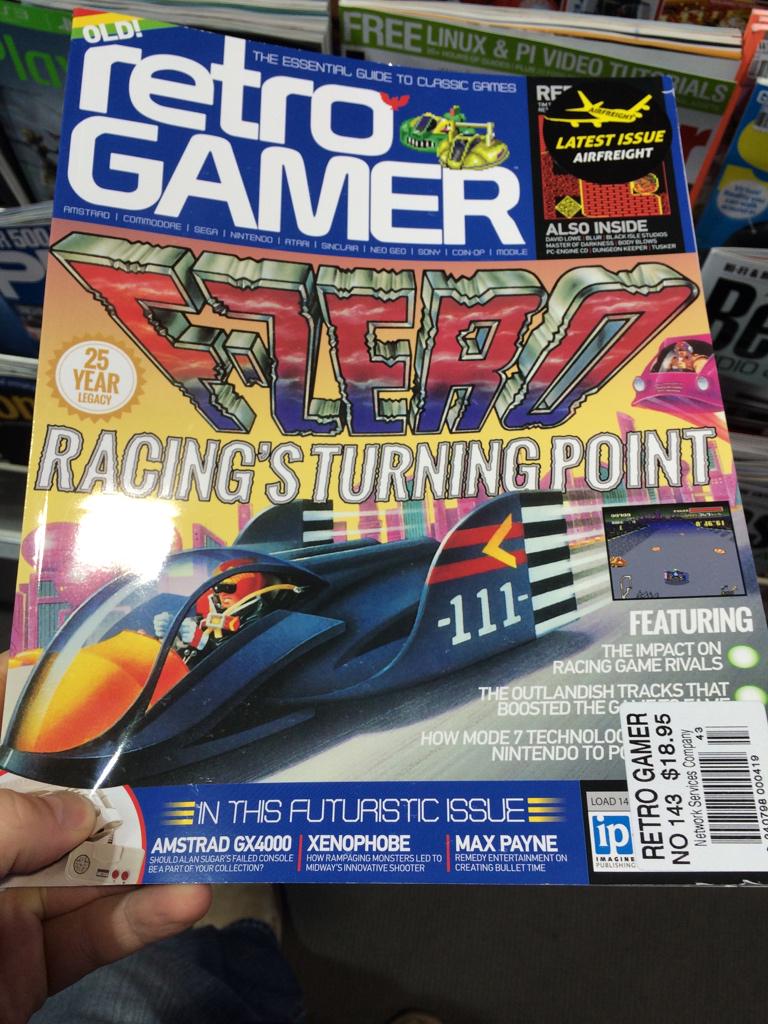 OLD!
FREE LINUX & PI VIDEO TUTORIALS
THE ESSENTIAL GUIDE TO CLASSIC GAMES
retro
GAMER
AMSTRAD | COMMODORE | SEGA | NINTENDO | ATARI | SINCLAIR | NEO GEO | SONY | COIN-OP | MOBILE
AIRFREIGHT
LATEST ISSUE
AIRFREIGHT
ALSO INSIDE
DAVID LOWE | BLUR | BLACK ISLE STUDIOS
MASTER OF DARKNESS | BODY BLOWS
PC-ENGINE CD | DUNGEON KEEPER | TUSKER
F-ZERO
25
YEAR
LEGACY
RACING'S TURNING POINT
-111-
FEATURING
THE IMPACT ON
RACING GAME RIVALS
THE OUTLANDISH TRACKS THAT
BOOSTED THE
HOW MODE 7
NINTENDO TO
IN THIS FUTURISTIC ISSUE
AMSTRAD GX4000
SHOULD ALAN SUGAR'S FAILED CONSOLE
BE A PART OF YOUR COLLECTION?
XENOPHOBE
HOW RAMPAGING MONSTERS LED TO
MIDWAY'S INNOVATIVE SHOOTER
MAX PAYNE
REMEDY ENTERTAINMENT ON
CREATING BULLET TIME
LOAD 14
ip
IMAGINE
PUBLISHING
RETRO GAMER
NO 143 $18.95
Network Services Company
43